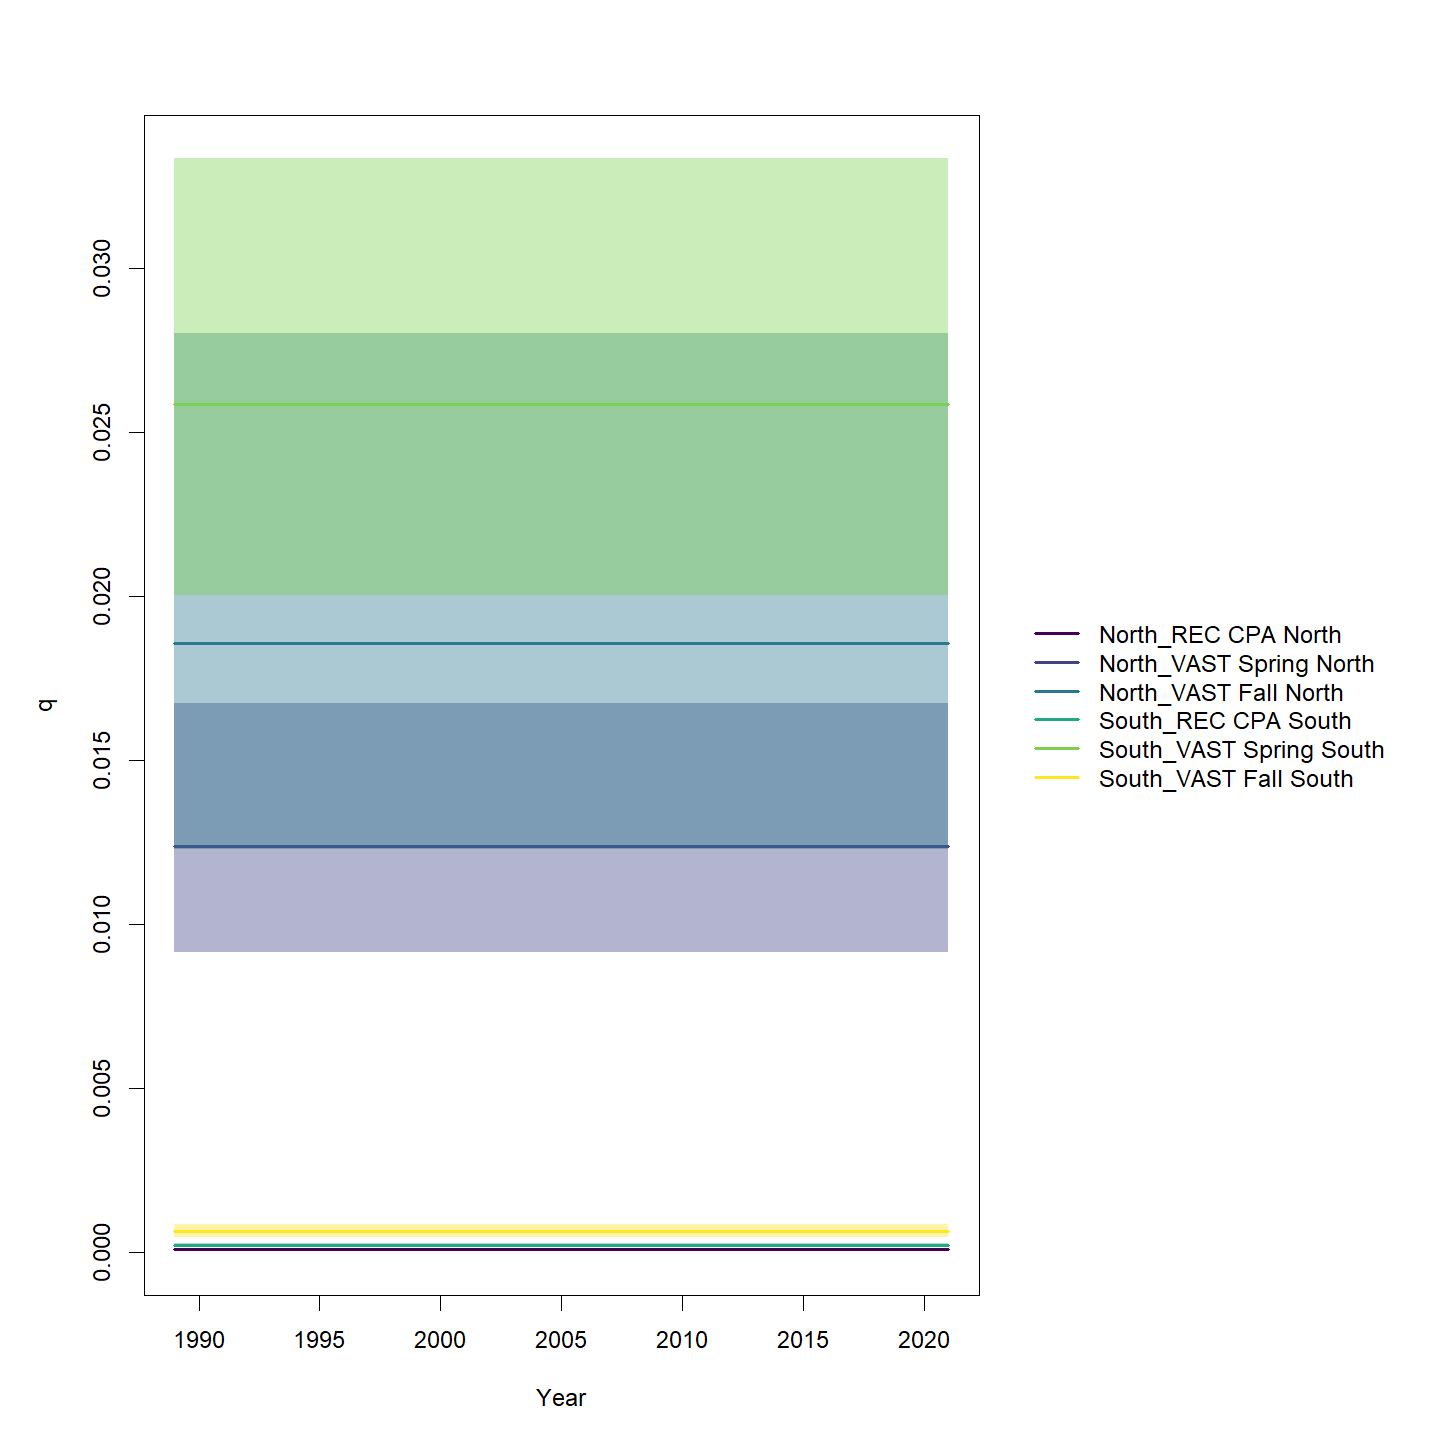 0.030
0.025
0.020
0.015
0.010
0.005
0.000
q
1990 1995 2000 2005 2010 2015 2020
Year
North_REC CPA North
North_VAST Spring North
North_VAST Fall North
South_REC CPA South
South_VAST Spring South
South_VAST Fall South